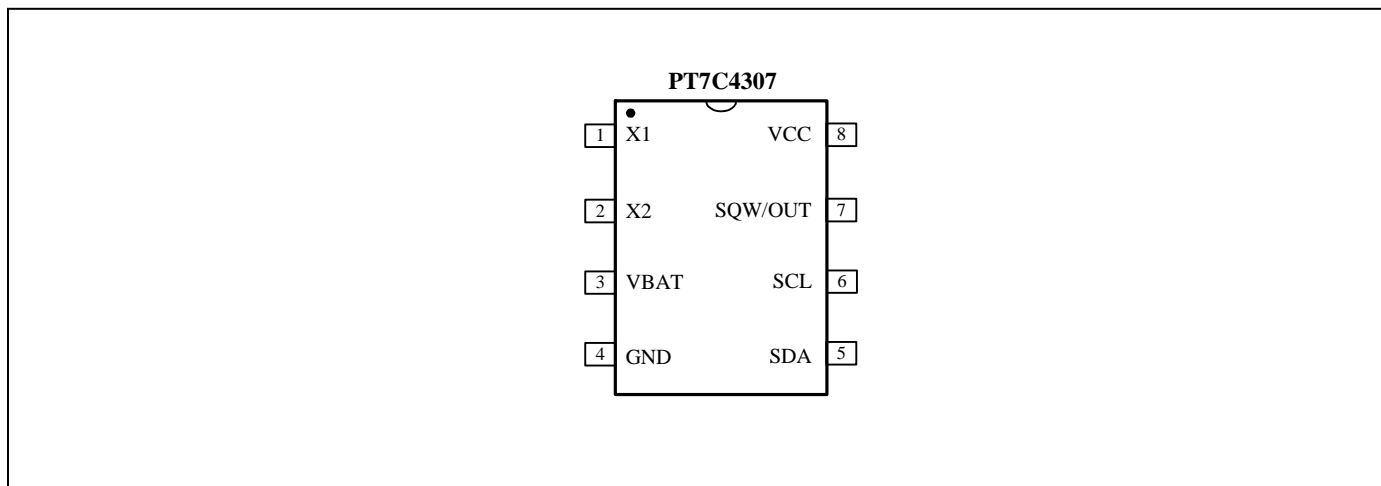 PT7C4307
1 X1 VCC 8
2 X2 SQW/OUT 7
3 VBAT SCL 6
4 GND SDA 5